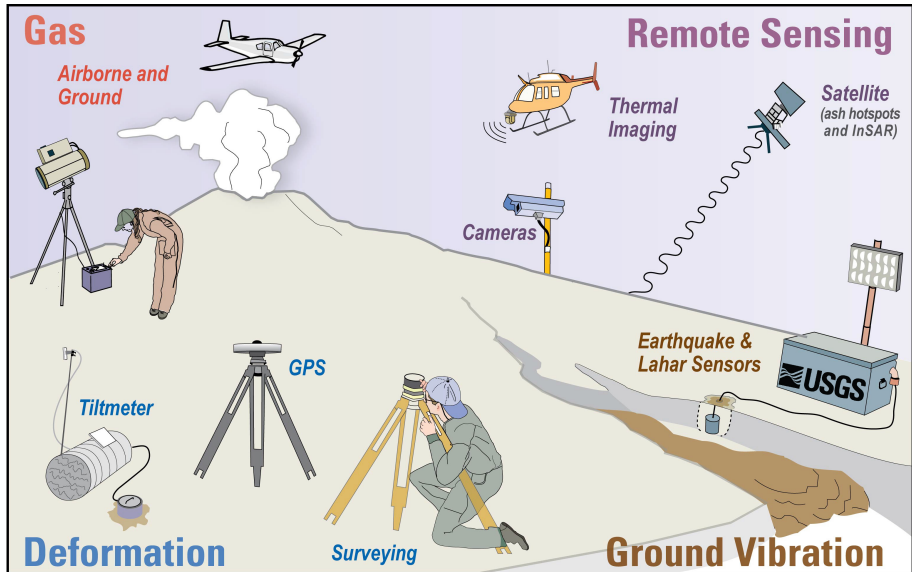 Gas
Remote Sensing
Airborne and
Ground
Thermal
Imaging
Satellite
(ash hotspots
and InSAR)
Cameras
Earthquake &
Lahar Sensors
USGS
GPS
Tiltmeter
Surveying
Deformation
Ground Vibration